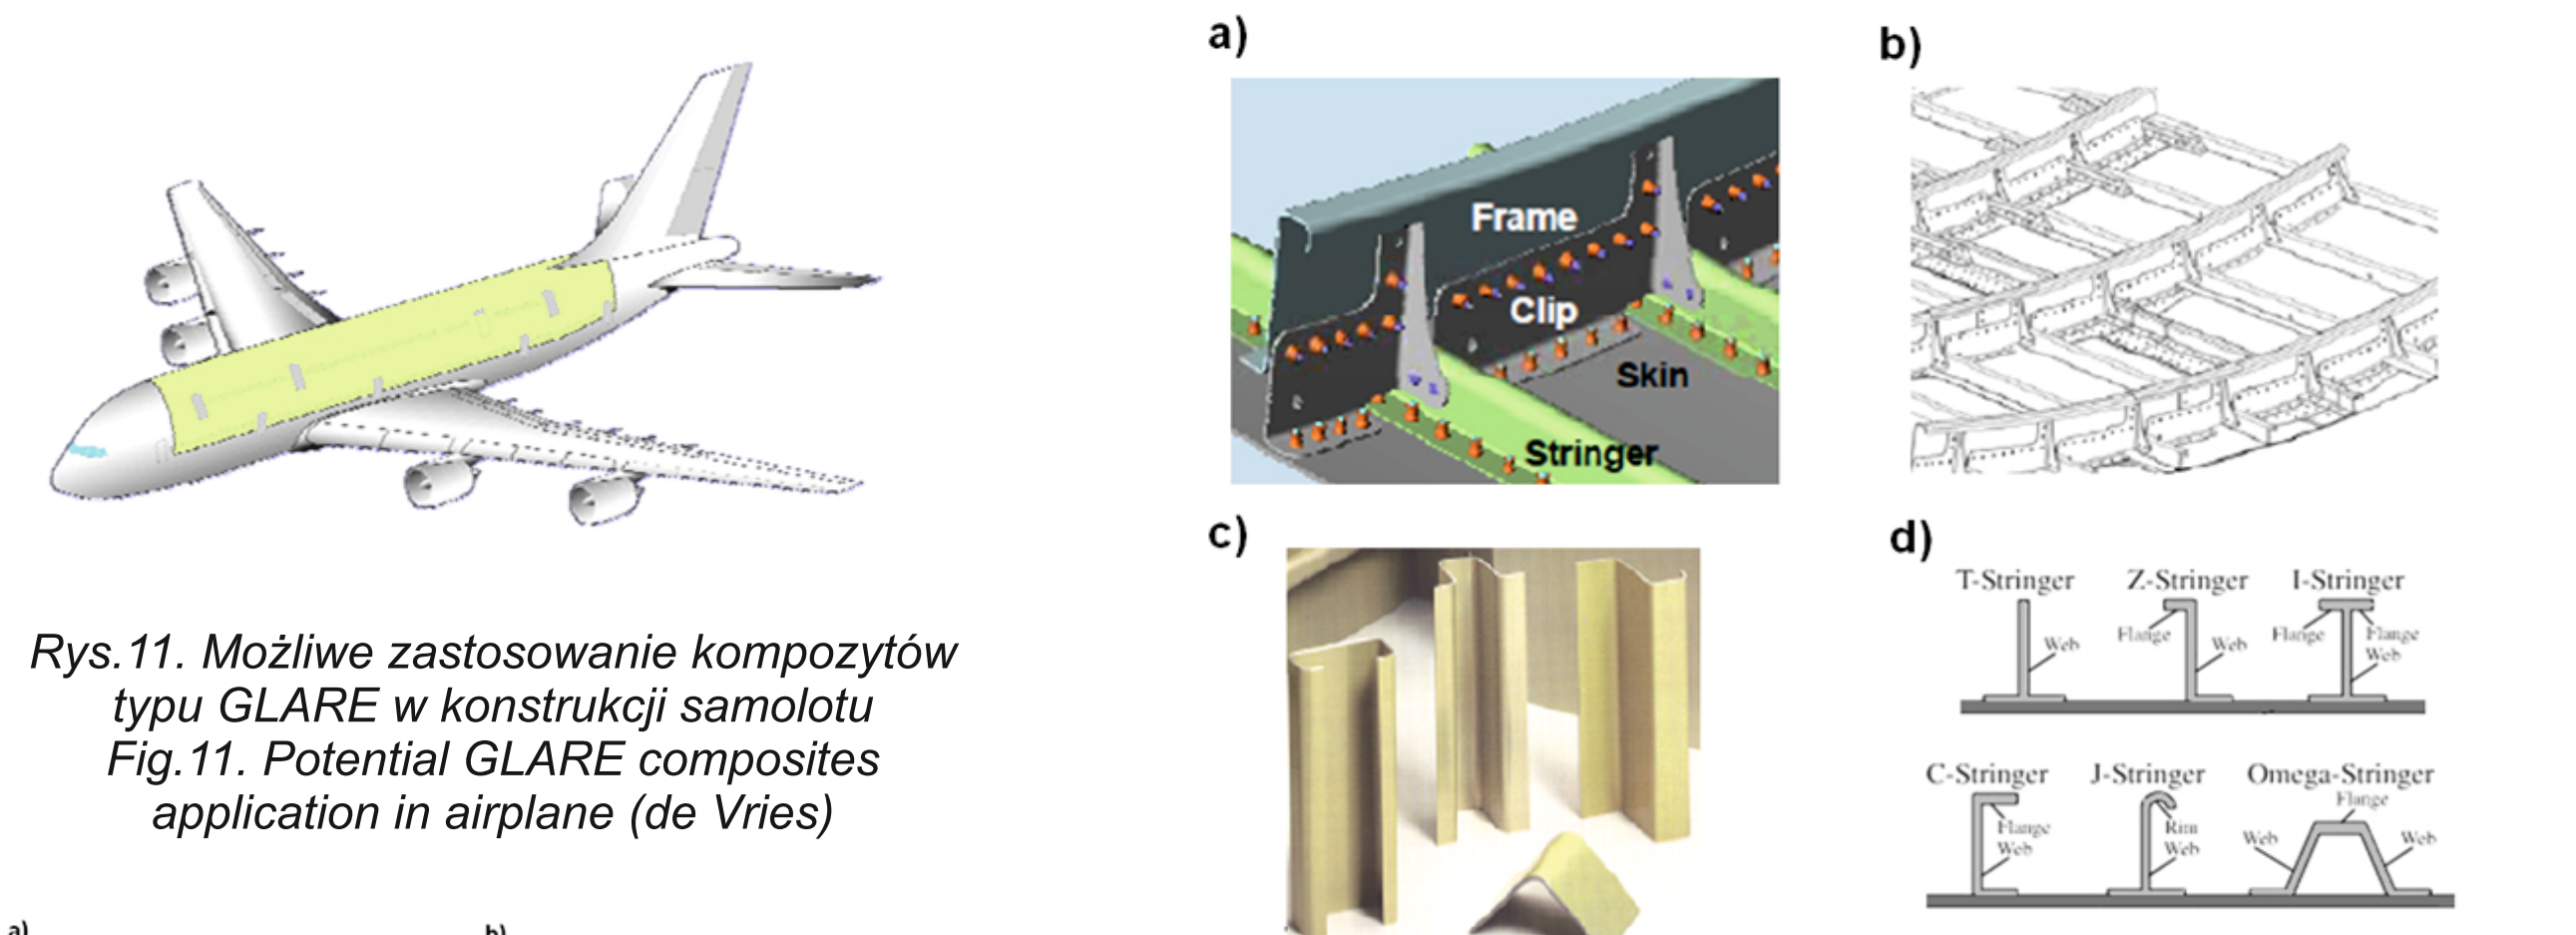 Rys.11. Możliwe zastosowanie kompozytów
typu GLARE w konstrukcji samolotu
Fig.11. Potential GLARE composites
application in airplane (de Vries)
a)
b)
a)
Frame
Clip
Skin
Stringer
b)
c)
d)
T-Stringer
Z-Stringer
I-Stringer
Web
Flange
Web
Flange
Flange
Web
C-Stringer
J-Stringer
Omega-Stringer
Flange
Web
Rim
Web
Flange
Web
Web